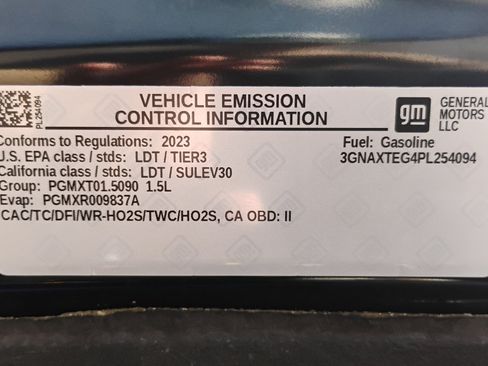 PL254094
VEHICLE EMISSION
CONTROL INFORMATION
gm
GENERAL
MOTORS
LLC
Conforms to Regulations: 2023
Fuel: Gasoline
U.S. EPA class / stds: LDT / TIER3
3GNAXTEG4PL254094
California class / stds: LDT / SULEV30
Group: PGMXT01.5090 1.5L
Evap: PGMXR009837A
CAC/TC/DFI/WR-HO2S/TWC/HO2S, CA OBD: II